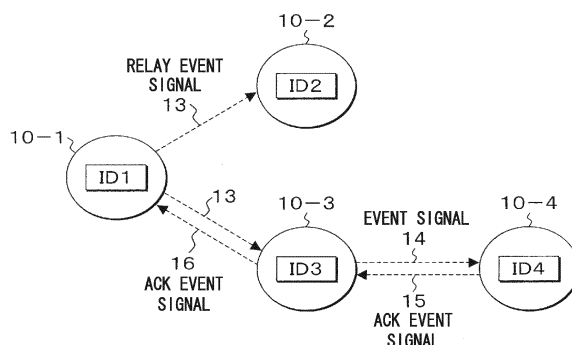 10-2
RELAY EVENT
SIGNAL
13
ID2
10-1
ID1
13
10-3
10-4
EVENT SIGNAL
14
16
ACK EVENT
SIGNAL
ID3
ID4
15
ACK EVENT
SIGNAL